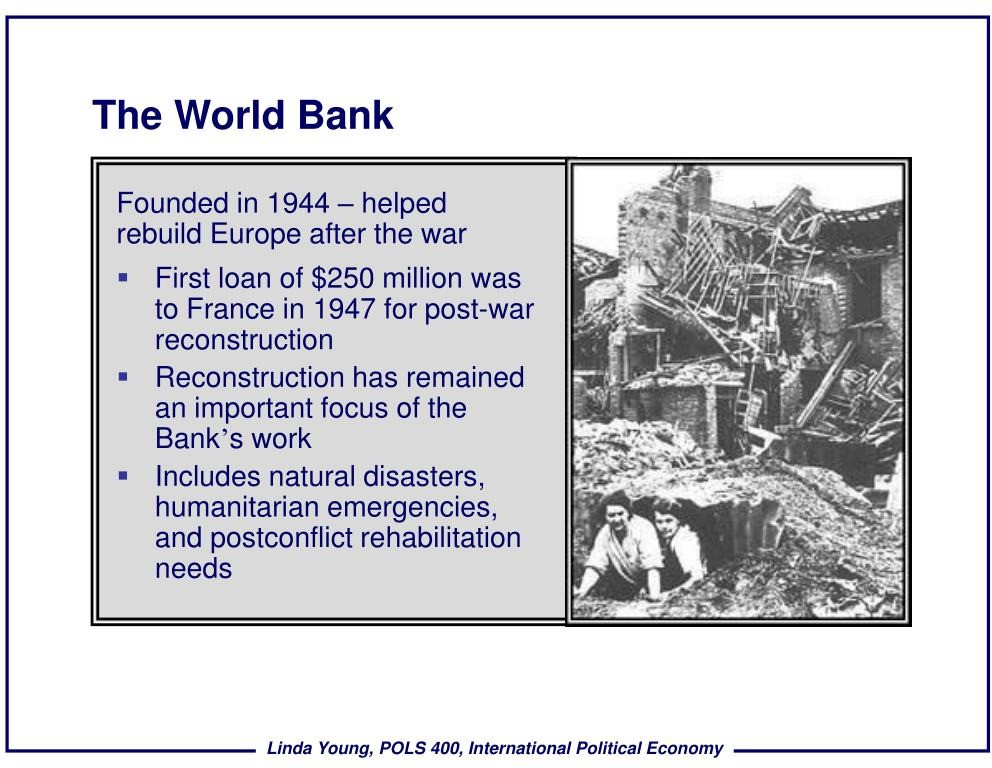 The World Bank
Founded in 1944 – helped
rebuild Europe after the war
▪ First loan of $250 million was
to France in 1947 for post-war
reconstruction
▪ Reconstruction has remained
an important focus of the
Bank’s work
▪ Includes natural disasters,
humanitarian emergencies,
and postconflict rehabilitation
needs
Linda Young, POLS 400, International Political Economy